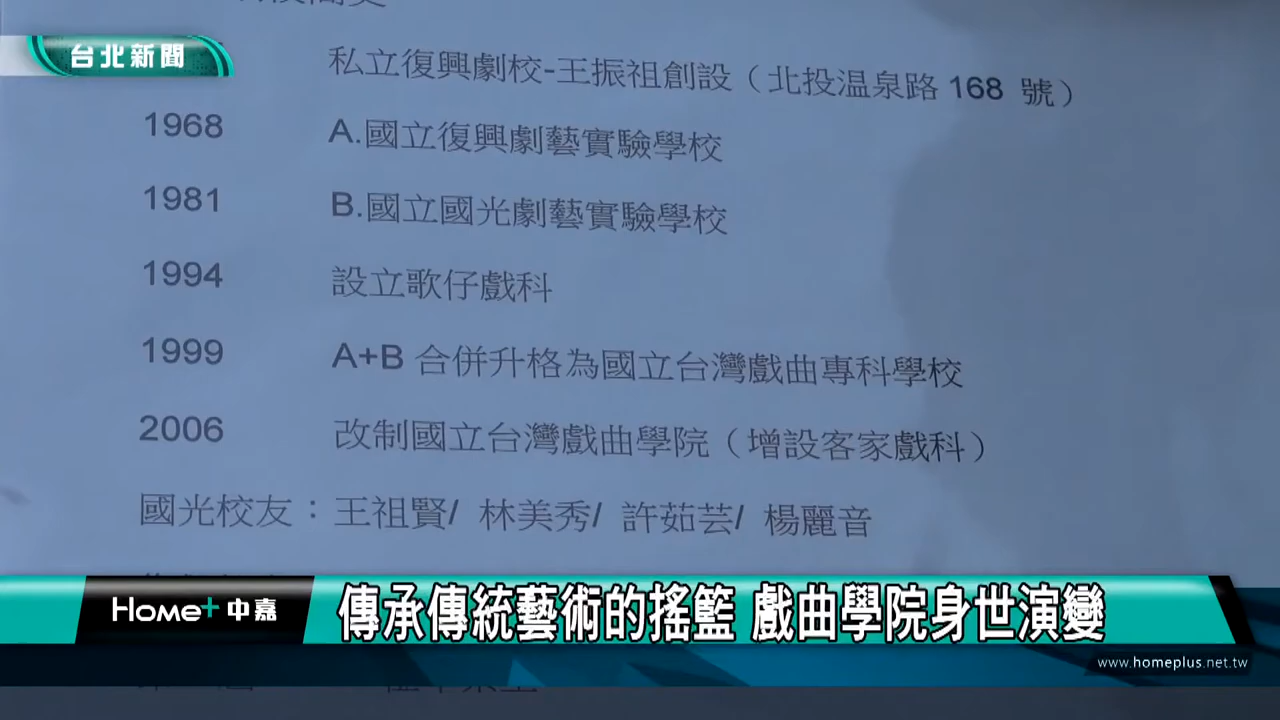 台北新聞
私立復興劇校-王振祖創設（北投温泉路 168 號）
1968 A.國立復興劇藝實驗學校
1981 B.國立國光劇藝實驗學校
1994 設立歌仔戲科
1999 A+B 合併升格為國立台灣戲曲專科學校
2006 改制國立台灣戲曲學院（增設客家戲科）
國光校友：王祖賢/ 林美秀/ 許茹芸/ 楊麗音
Home+中嘉
傳承傳統藝術的搖籃 戲曲學院身世演變
www.homeplus.net.tw